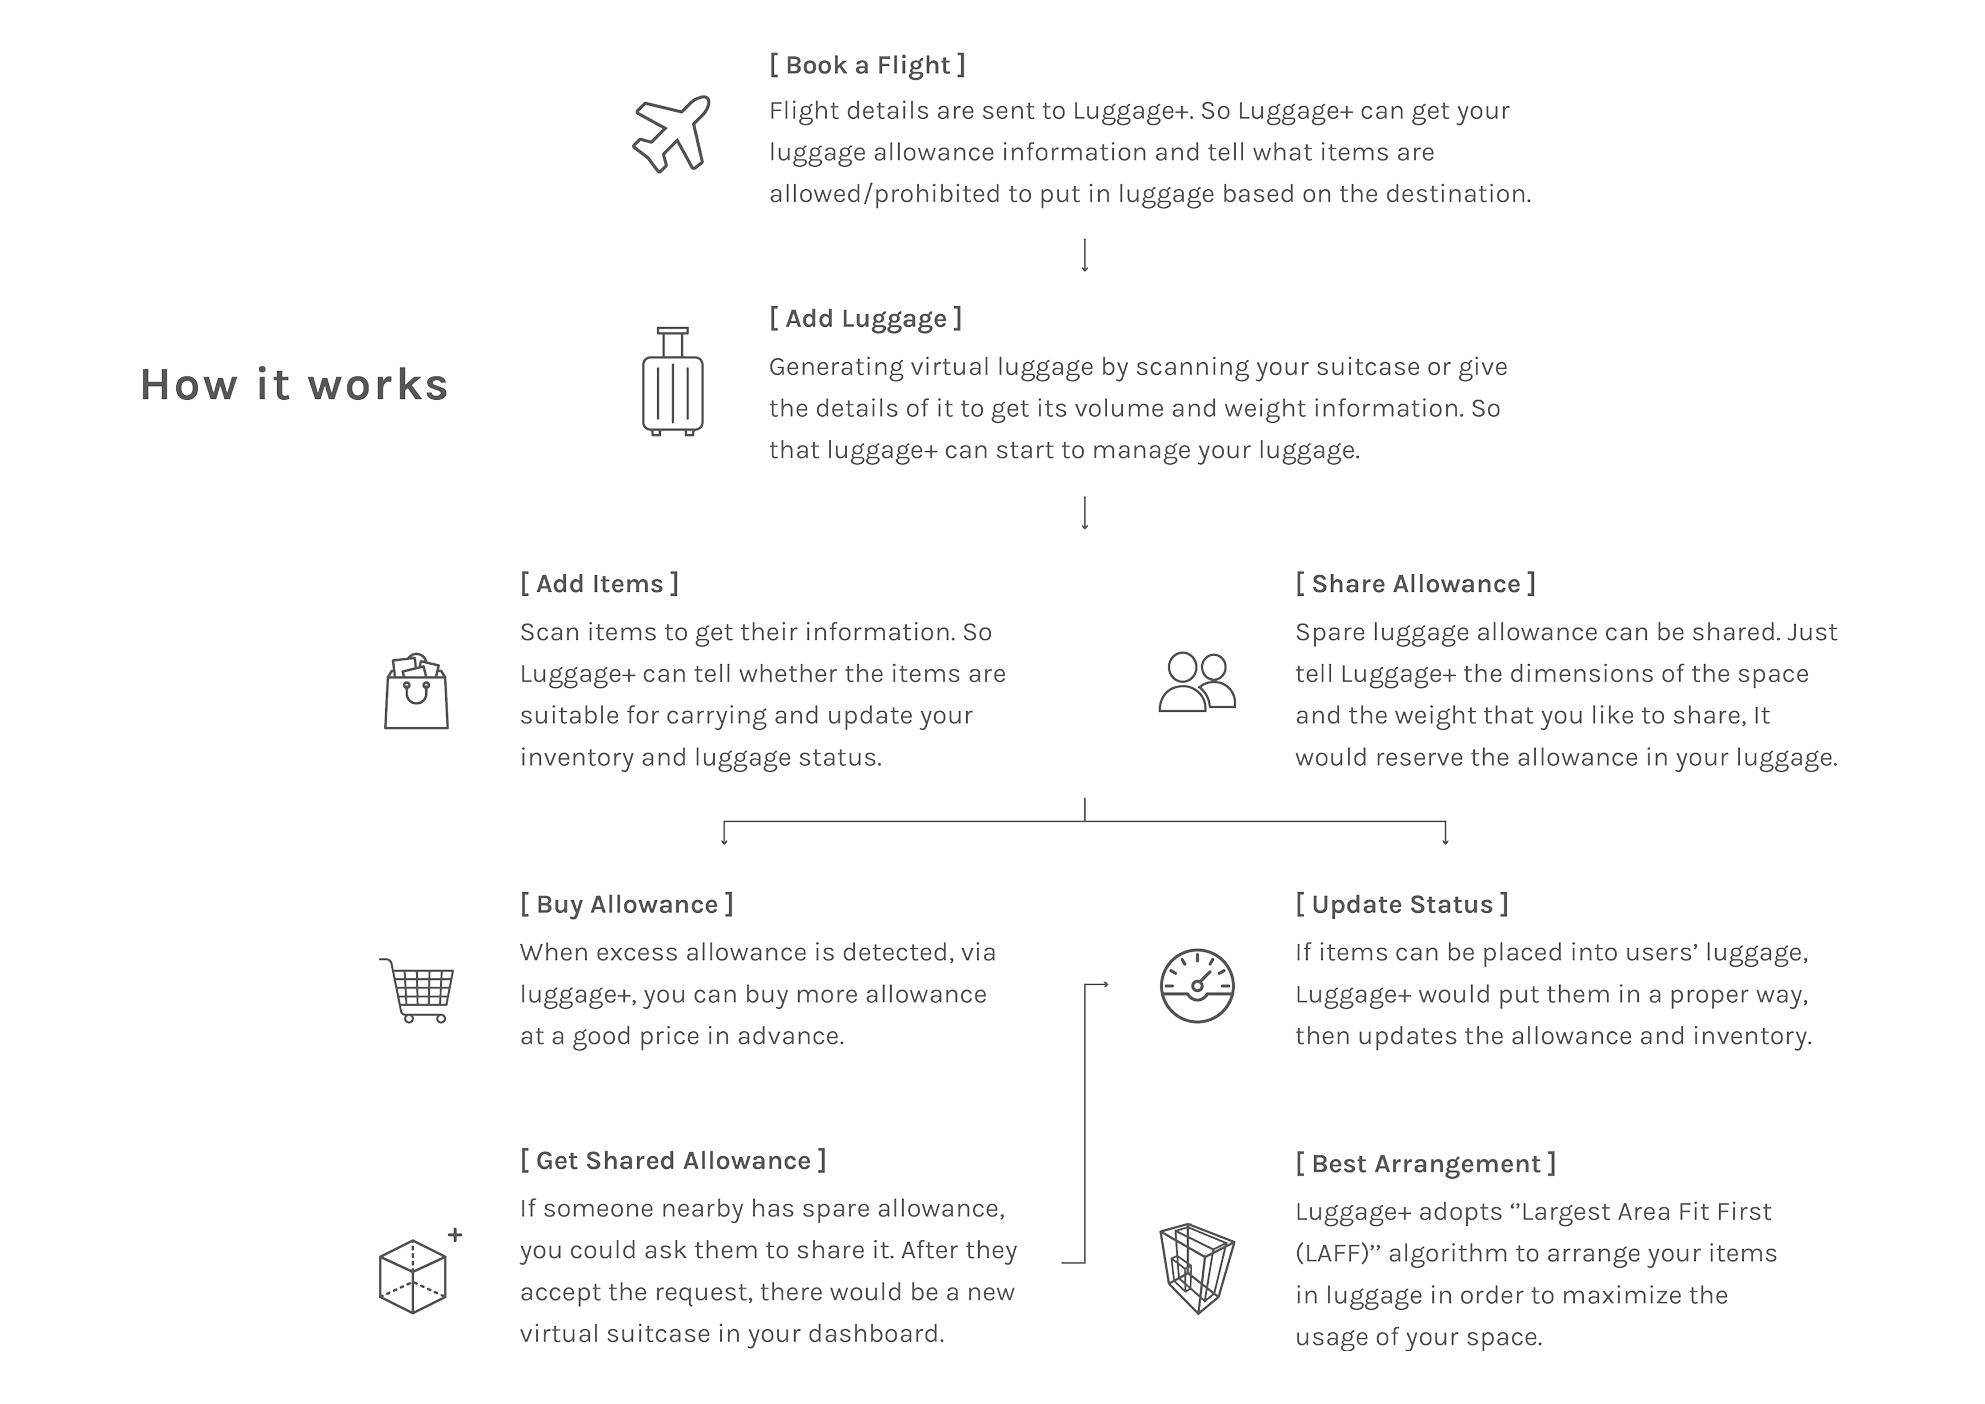 [ Book a Flight ]
Flight details are sent to Luggage+. So Luggage+ can get your
luggage allowance information and tell what items are
allowed/prohibited to put in luggage based on the destination.
How it works
[ Add Luggage ]
Generating virtual luggage by scanning your suitcase or give
the details of it to get its volume and weight information. So
that luggage+ can start to manage your luggage.
[ Add Items ]
Scan items to get their information. So
Luggage+ can tell whether the items are
suitable for carrying and update your
inventory and luggage status.
[ Share Allowance ]
Spare luggage allowance can be shared. Just
tell Luggage+ the dimensions of the space
and the weight that you like to share, It
would reserve the allowance in your luggage.
[ Buy Allowance ]
When excess allowance is detected, via
luggage+, you can buy more allowance
at a good price in advance.
[ Update Status ]
If items can be placed into users’ luggage,
Luggage+ would put them in a proper way,
then updates the allowance and inventory.
[ Get Shared Allowance ]
If someone nearby has spare allowance,
you could ask them to share it. After they
accept the request, there would be a new
virtual suitcase in your dashboard.
[ Best Arrangement ]
Luggage+ adopts “Largest Area Fit First
(LAFF)” algorithm to arrange your items
in luggage in order to maximize the
usage of your space.